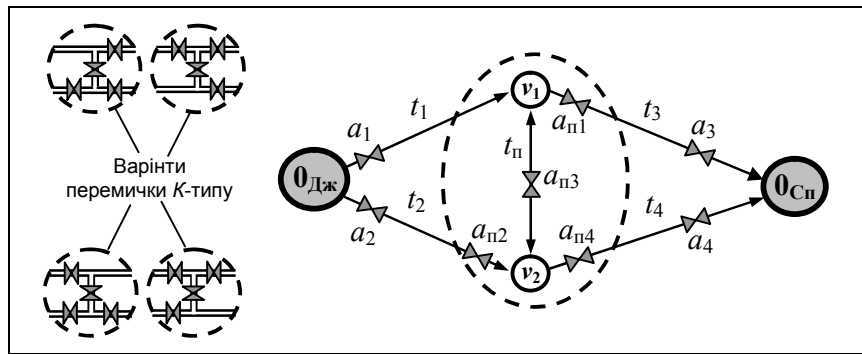 Варінти
перемички К-типу
0Дж
a1
t1
a2
t2
aп2
v1
aп1
tп
aп3
v2
aп4
t3
a3
t4
a4
0Сп